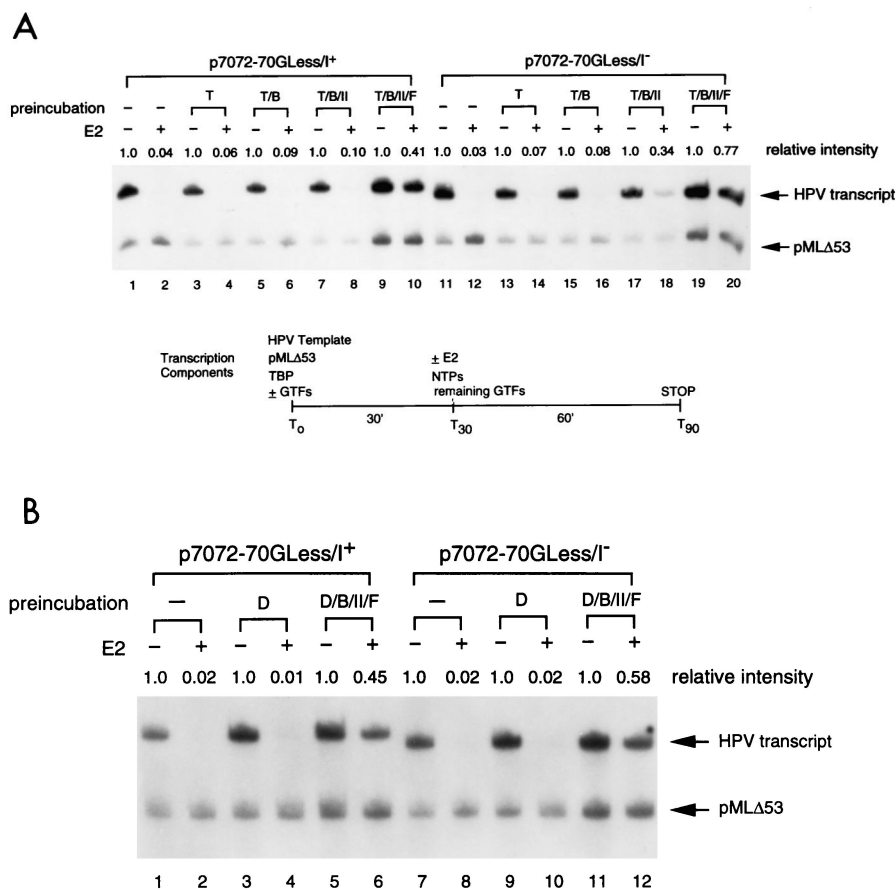 A
p7072-70GLess/I+ p7072-70GLess/I-
preincubation – T T/B T/B/II T/B/II/F – T T/B T/B/II T/B/II/F
E2 – + – + – + – + – + – + – + – + – + – +
1.0 0.04 1.0 0.06 1.0 0.09 1.0 0.10 1.0 0.41 1.0 0.03 1.0 0.07 1.0 0.08 1.0 0.34 1.0 0.77 relative intensity
HPV transcript
pMLΔ53
1 2 3 4 5 6 7 8 9 10 11 12 13 14 15 16 17 18 19 20
Transcription Components
HPV Template
pMLΔ53
TBP
± GTFs
± E2
NTPs
remaining GTFs
STOP
30' 60'
To T30 T90
B
p7072-70GLess/I+ p7072-70GLess/I-
preincubation – D D/B/II/F – D D/B/II/F
E2 – + – + – + – + – + – +
1.0 0.02 1.0 0.01 1.0 0.45 1.0 0.02 1.0 0.02 1.0 0.58 relative intensity
HPV transcript
pMLΔ53
1 2 3 4 5 6 7 8 9 10 11 12